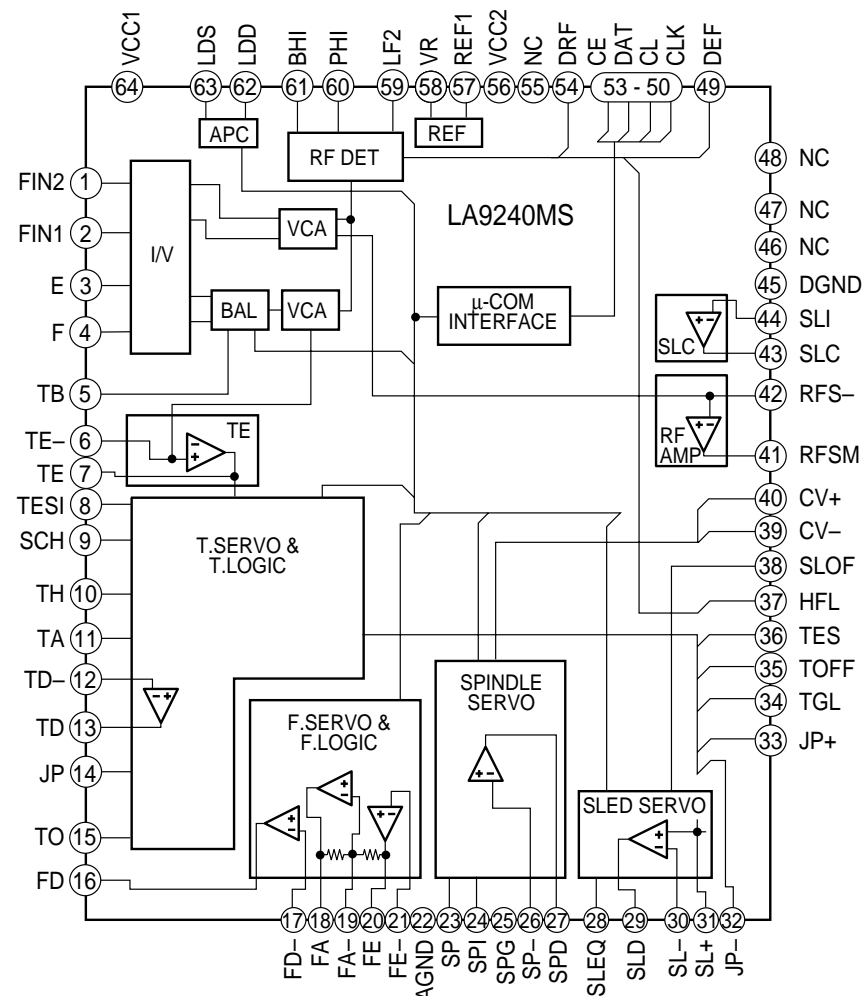 VCC1
LDS
LDD
BHI
PHI
LF2
VR
REF1
VCC2
NC
DRF
CE
DAT
CL
CLK
DEF
64
63
62
61
60
59
58
57
56
55
54
53 - 50
49
APC
RF DET
REF
LA9240MS
I/V
VCA
BAL
VCA
µ-COM
INTERFACE
FIN2 1
FIN1 2
E 3
F 4
TB 5
TE– 6
TE 7
TESI 8
SCH 9
TH 10
TA 11
TD– 12
TD 13
JP 14
TO 15
FD 16
48 NC
47 NC
46 NC
45 DGND
44 SLI
43 SLC
42 RFS–
41 RFSM
40 CV+
39 CV–
38 SLOF
37 HFL
36 TES
35 TOFF
34 TGL
33 JP+
+ –
SLC
+ –
RF
AMP
TE
–
+
T.SERVO &
T.LOGIC
– +
F.SERVO &
F.LOGIC
+
–
+
–
– +
SPINDLE
SERVO
+ –
SLED SERVO
+
–
17
18
19
20
21
22
23
24
25
26
27
28
29
30
31
32
FD–
FA
FA–
FE
FE–
AGND
SP
SPI
SPG
SP–
SPD
SLEQ
SLD
SL–
SL+
JP–